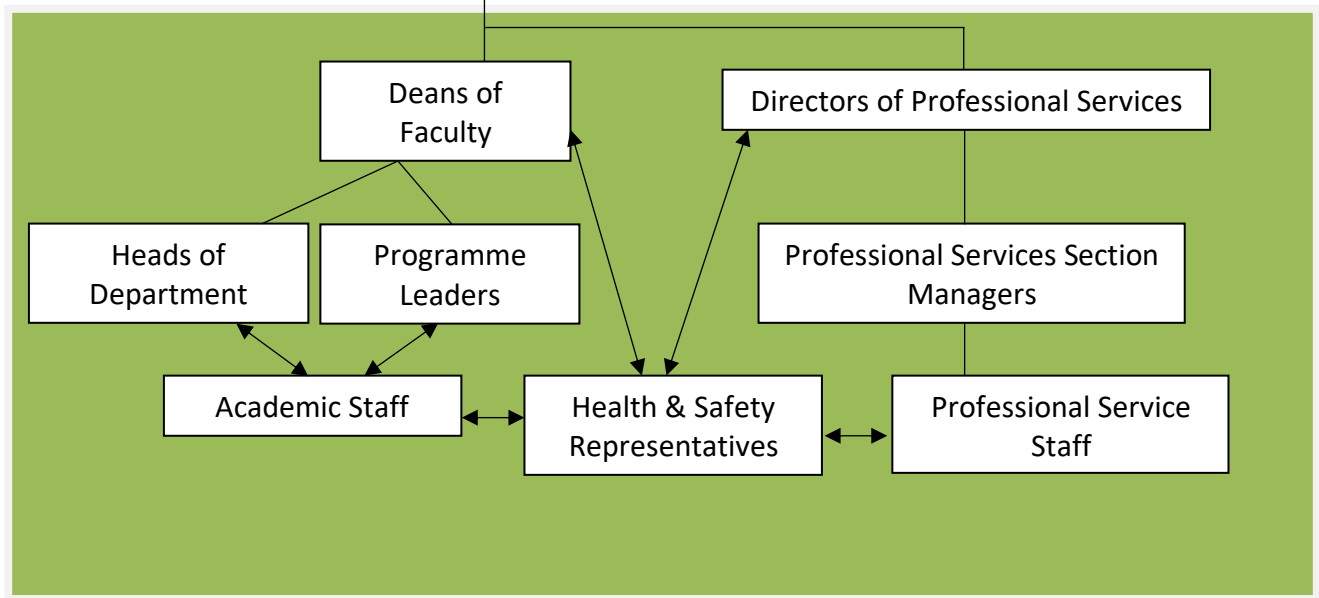 Deans of
Faculty
Directors of Professional Services
Heads of
Department
Programme
Leaders
Professional Services Section
Managers
Academic Staff
Health & Safety
Representatives
Professional Service
Staff